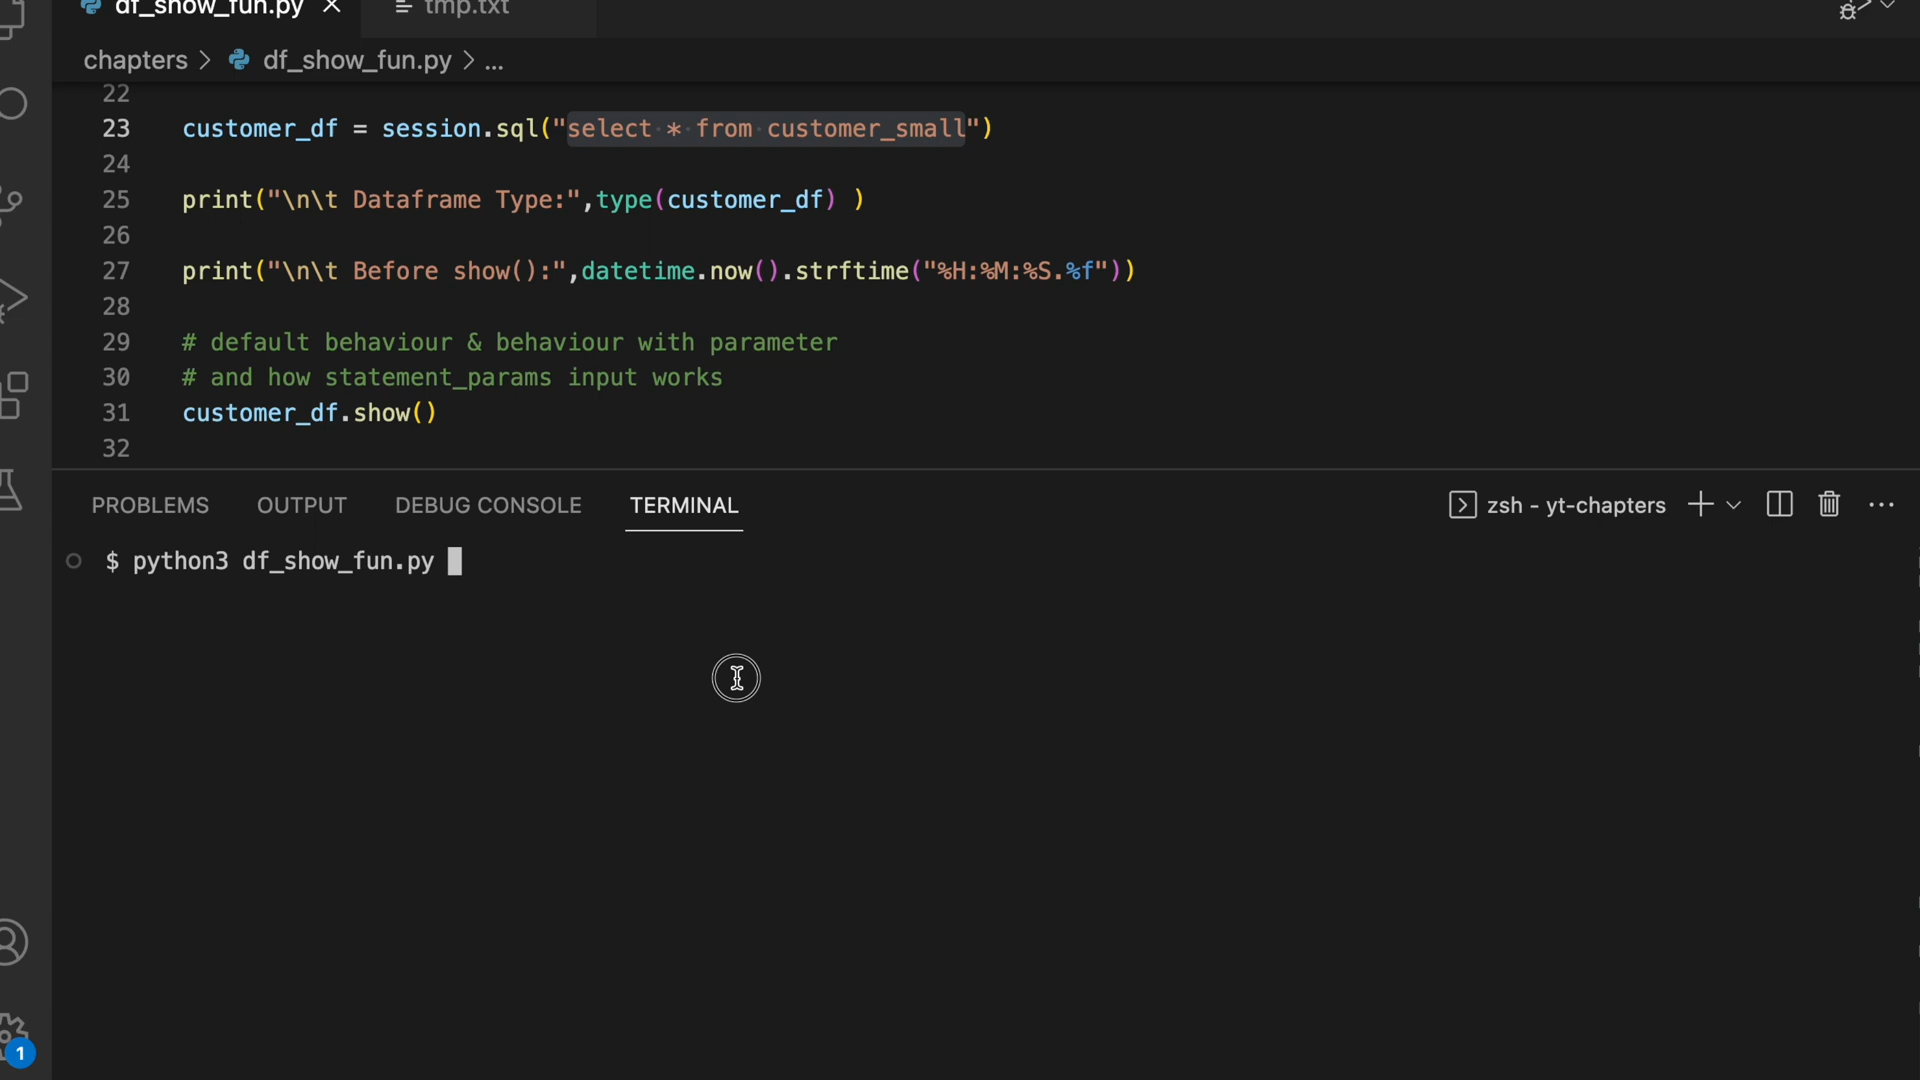 df_show_fun.py
tmp.txt
chapters > df_show_fun.py > ...
22
23 customer_df = session.sql("select * from customer_small")
24
25 print("\n\t Dataframe Type:",type(customer_df) )
26
27 print("\n\t Before show():",datetime.now().strftime("%H:%M:%S.%f"))
28
29 # default behaviour & behaviour with parameter
30 # and how statement_params input works
31 customer_df.show()
32
PROBLEMS OUTPUT DEBUG CONSOLE TERMINAL
zsh - yt-chapters
$ python3 df_show_fun.py
1